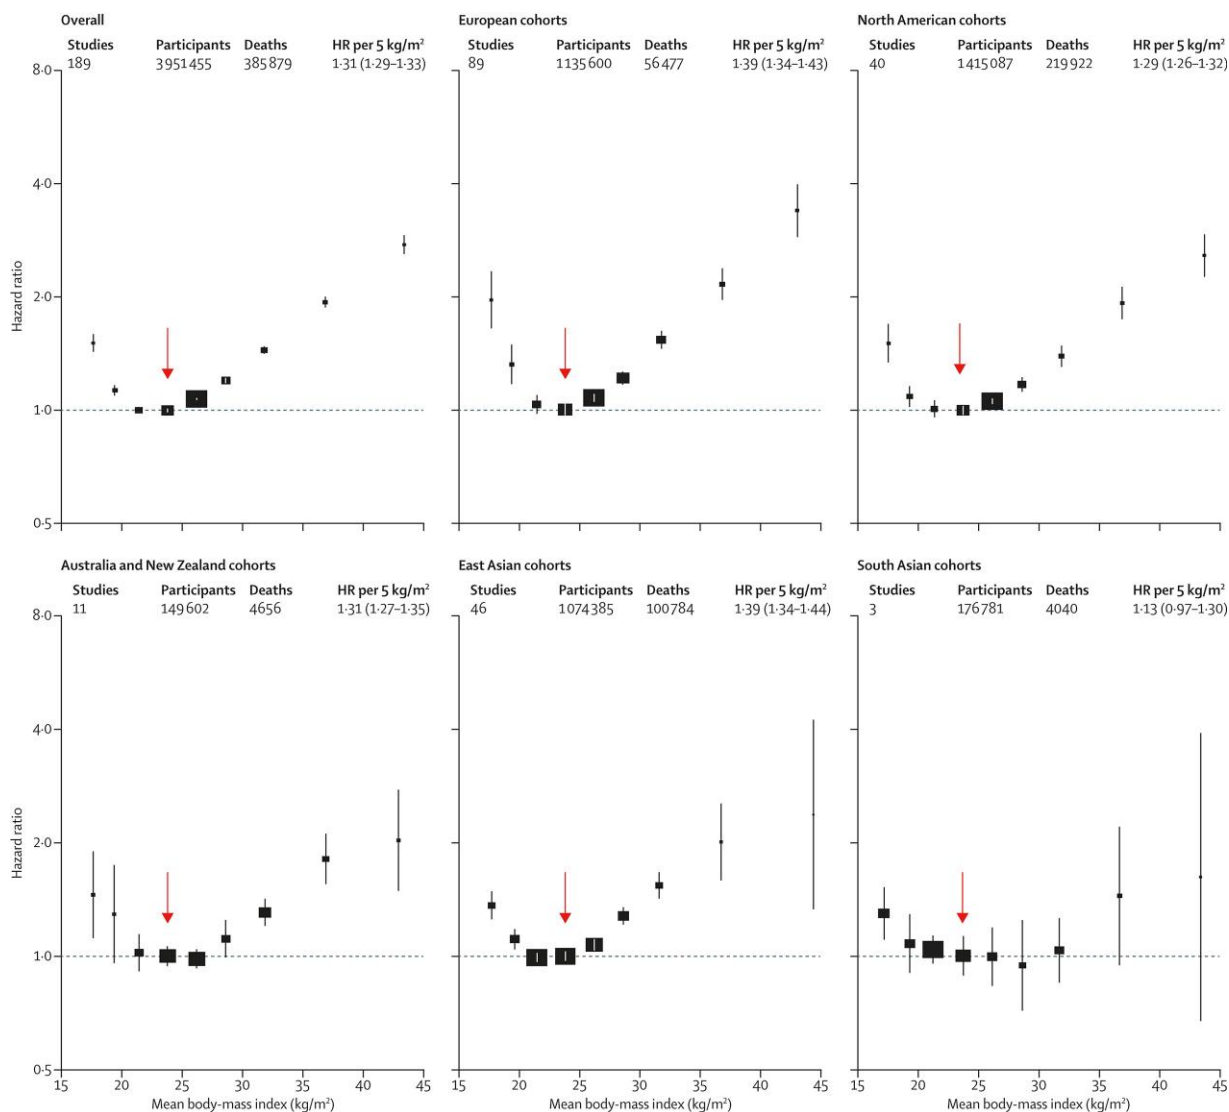 Overall
Studies Participants Deaths HR per 5 kg/m²
189 3951455 385879 1·31 (1·29–1·33)
European cohorts
Studies Participants Deaths HR per 5 kg/m²
89 1135600 56477 1·39 (1·34–1·43)
North American cohorts
Studies Participants Deaths HR per 5 kg/m²
40 1415087 219922 1·29 (1·26–1·32)
8·0
4·0
2·0
1·0
0·5
Hazard ratio
Australia and New Zealand cohorts
Studies Participants Deaths HR per 5 kg/m²
11 149602 4656 1·31 (1·27–1·35)
East Asian cohorts
Studies Participants Deaths HR per 5 kg/m²
46 1074385 100784 1·39 (1·34–1·44)
South Asian cohorts
Studies Participants Deaths HR per 5 kg/m²
3 176781 4040 1·13 (0·97–1·30)
8·0
4·0
2·0
1·0
0·5
Hazard ratio
15 20 25 30 35 40 45
Mean body-mass index (kg/m²)
15 20 25 30 35 40 45
Mean body-mass index (kg/m²)
15 20 25 30 35 40 45
Mean body-mass index (kg/m²)